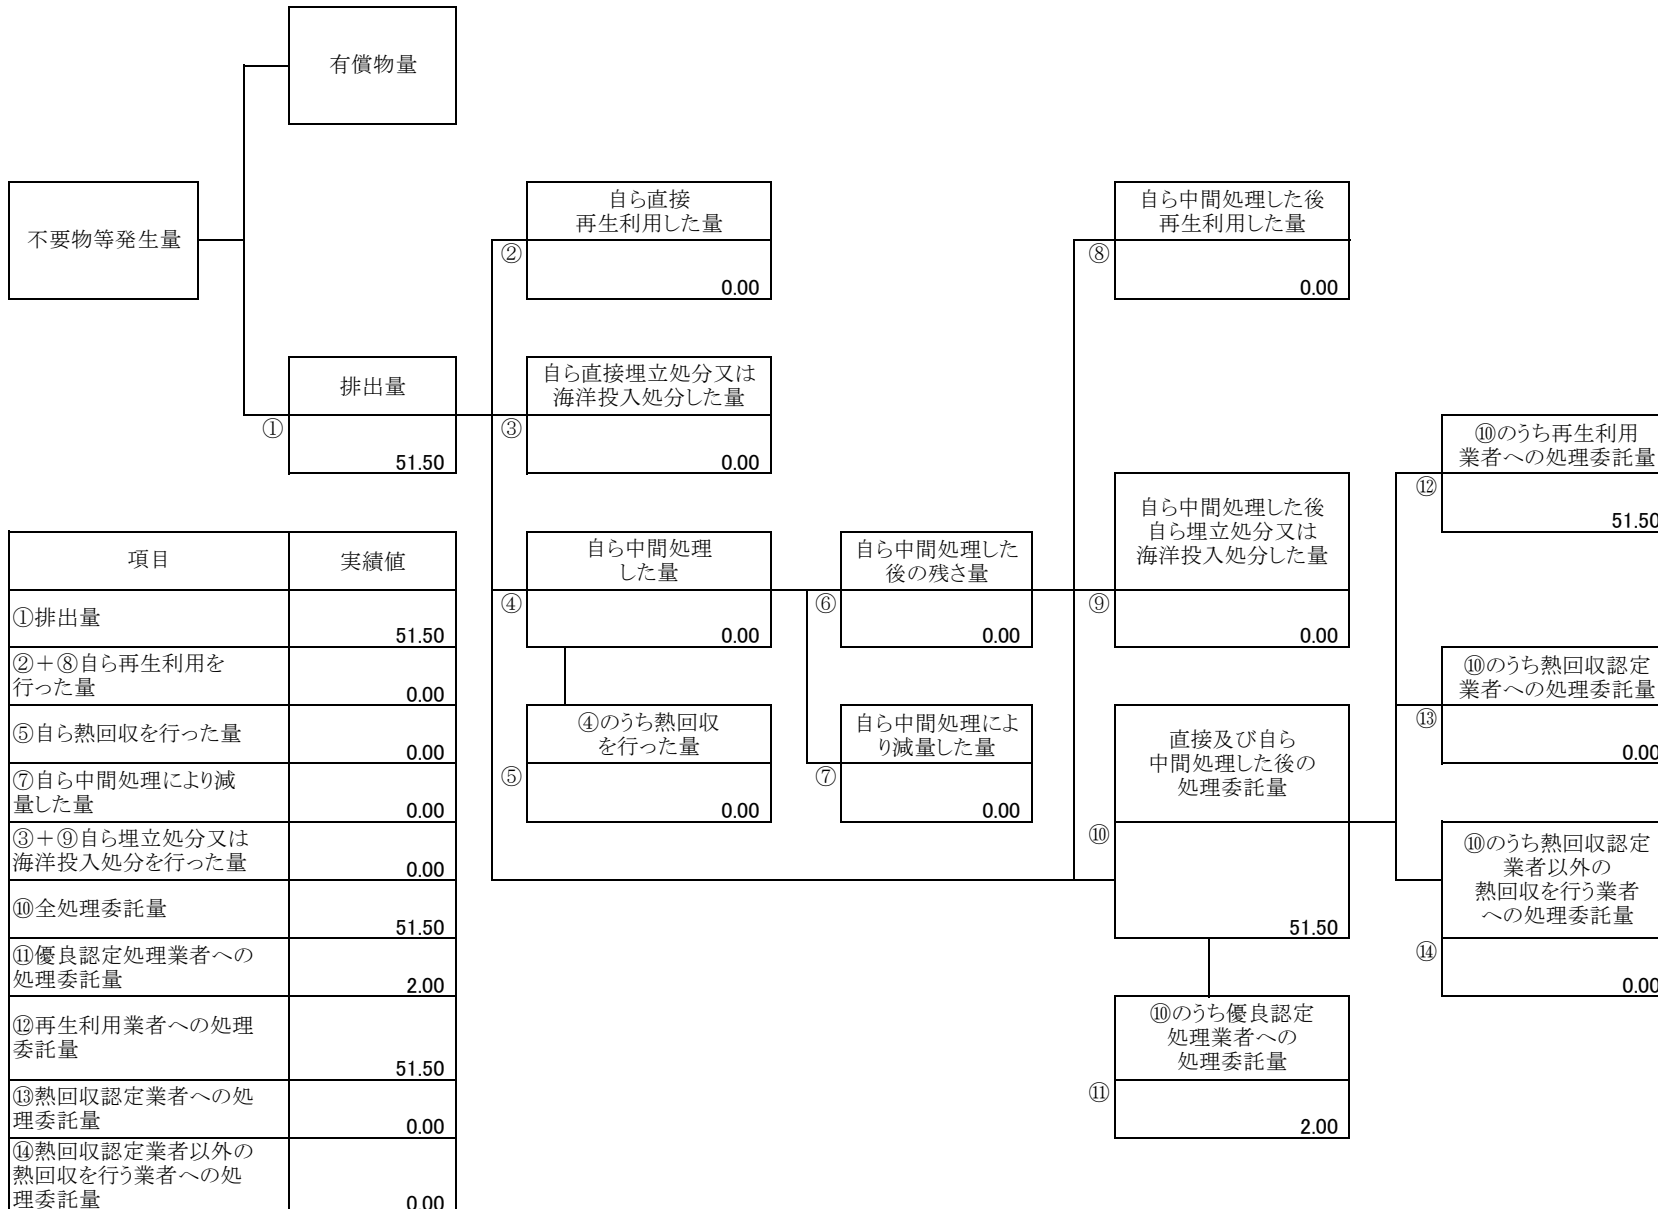 有償物量
不要物等発生量
排出量
①
51.50
自ら直接
再生利用した量
②
0.00
自ら直接埋立処分又は
海洋投入処分した量
③
0.00
自ら中間処理
した量
④
0.00
④のうち熱回収
を行った量
⑤
0.00
自ら中間処理した
後の残さ量
⑥
0.00
自ら中間処理によ
り減量した量
⑦
0.00
自ら中間処理した後
再生利用した量
⑧
0.00
自ら中間処理した後
自ら埋立処分又は
海洋投入処分した量
⑨
0.00
直接及び自ら
中間処理した後の
処理委託量
⑩
51.50
⑩のうち優良認定
処理業者への
処理委託量
⑪
2.00
⑩のうち再生利用
業者への処理委託量
⑫
51.50
⑩のうち熱回収認定
業者への処理委託量
⑬
0.00
⑩のうち熱回収認定
業者以外の
熱回収を行う業者
への処理委託量
⑭
0.00
項目 実績値
①排出量
51.50
②＋⑧自ら再生利用を
行った量
0.00
⑤自ら熱回収を行った量
0.00
⑦自ら中間処理により減
量した量
0.00
③＋⑨自ら埋立処分又は
海洋投入処分を行った量
0.00
⑩全処理委託量
51.50
⑪優良認定処理業者への
処理委託量
2.00
⑫再生利用業者への処理
委託量
51.50
⑬熱回収認定業者への処
理委託量
0.00
⑭熱回収認定業者以外の
熱回収を行う業者への処
理委託量
0.00